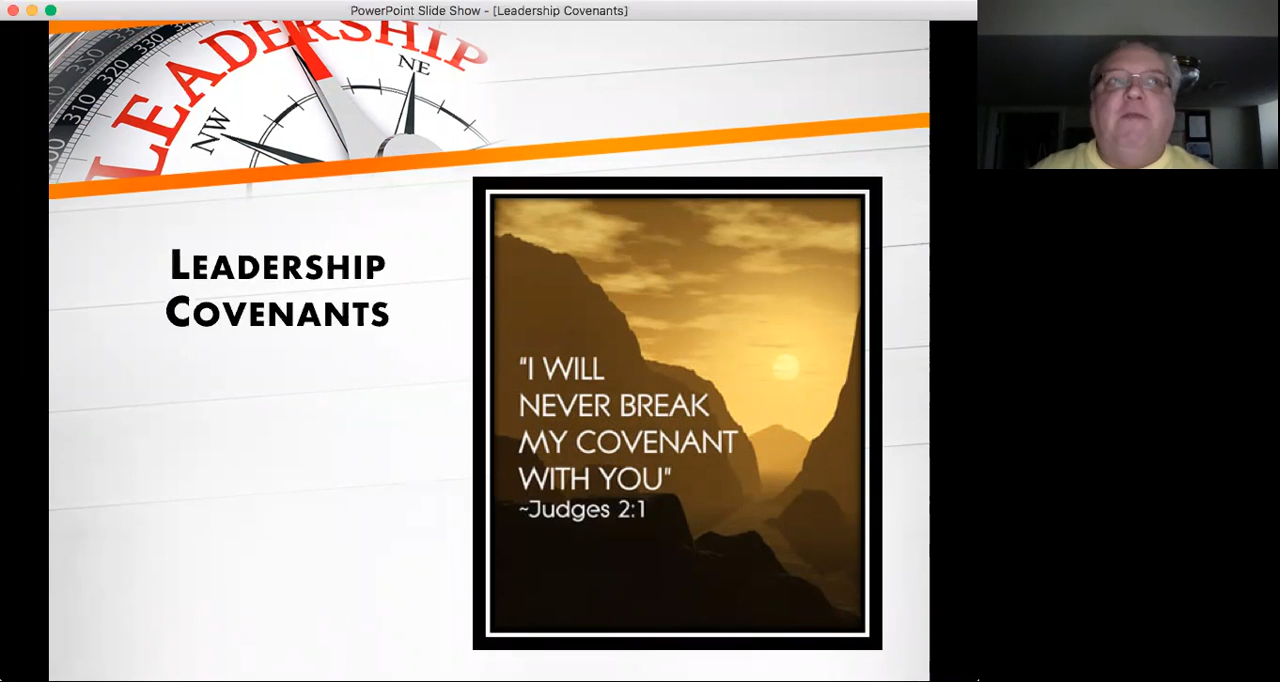 PowerPoint Slide Show - [Leadership Covenants]
LEADERSHIP
NE
NW
330
350
320
310
LEADERSHIP
COVENANTS
"I WILL
NEVER BREAK
MY COVENANT
WITH YOU"
~Judges 2:1